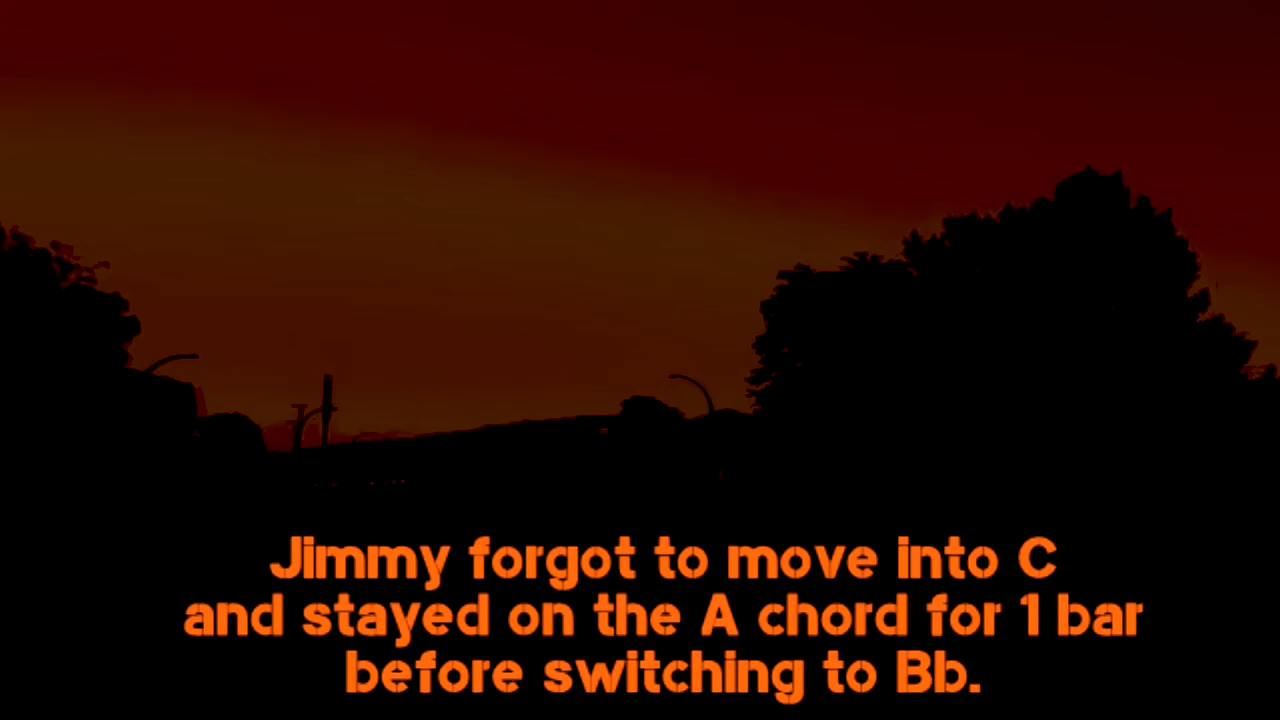 Jimmy forgot to move into C
and stayed on the A chord for 1 bar
before switching to Bb.